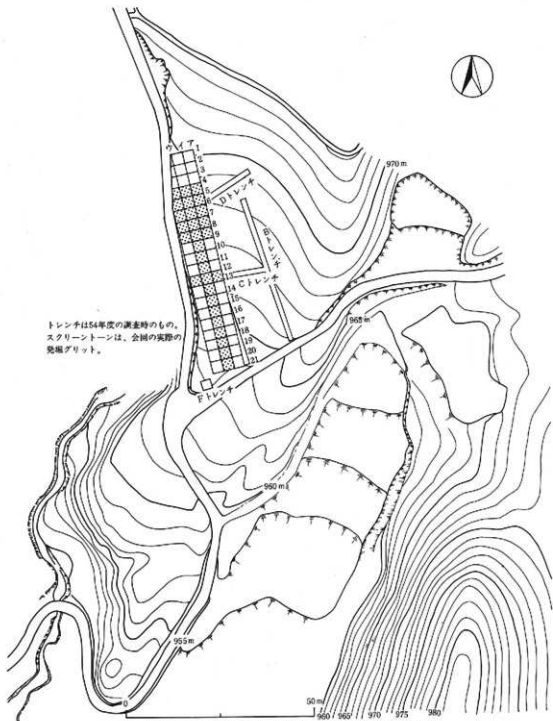 ウイア
1
2
3
4
5
6
7
8
9
10
11
12
13
14
15
16
17
18
19
20
21
Dトレンチ
Bトレンチ
Cトレンチ
Fトレンチ
970m
965m
トレンチは54年度の調査時のもの。
スクリーントーンは、今回の実際の
発掘グリット。
960m
955m
0
50m
960 965 970 975 980